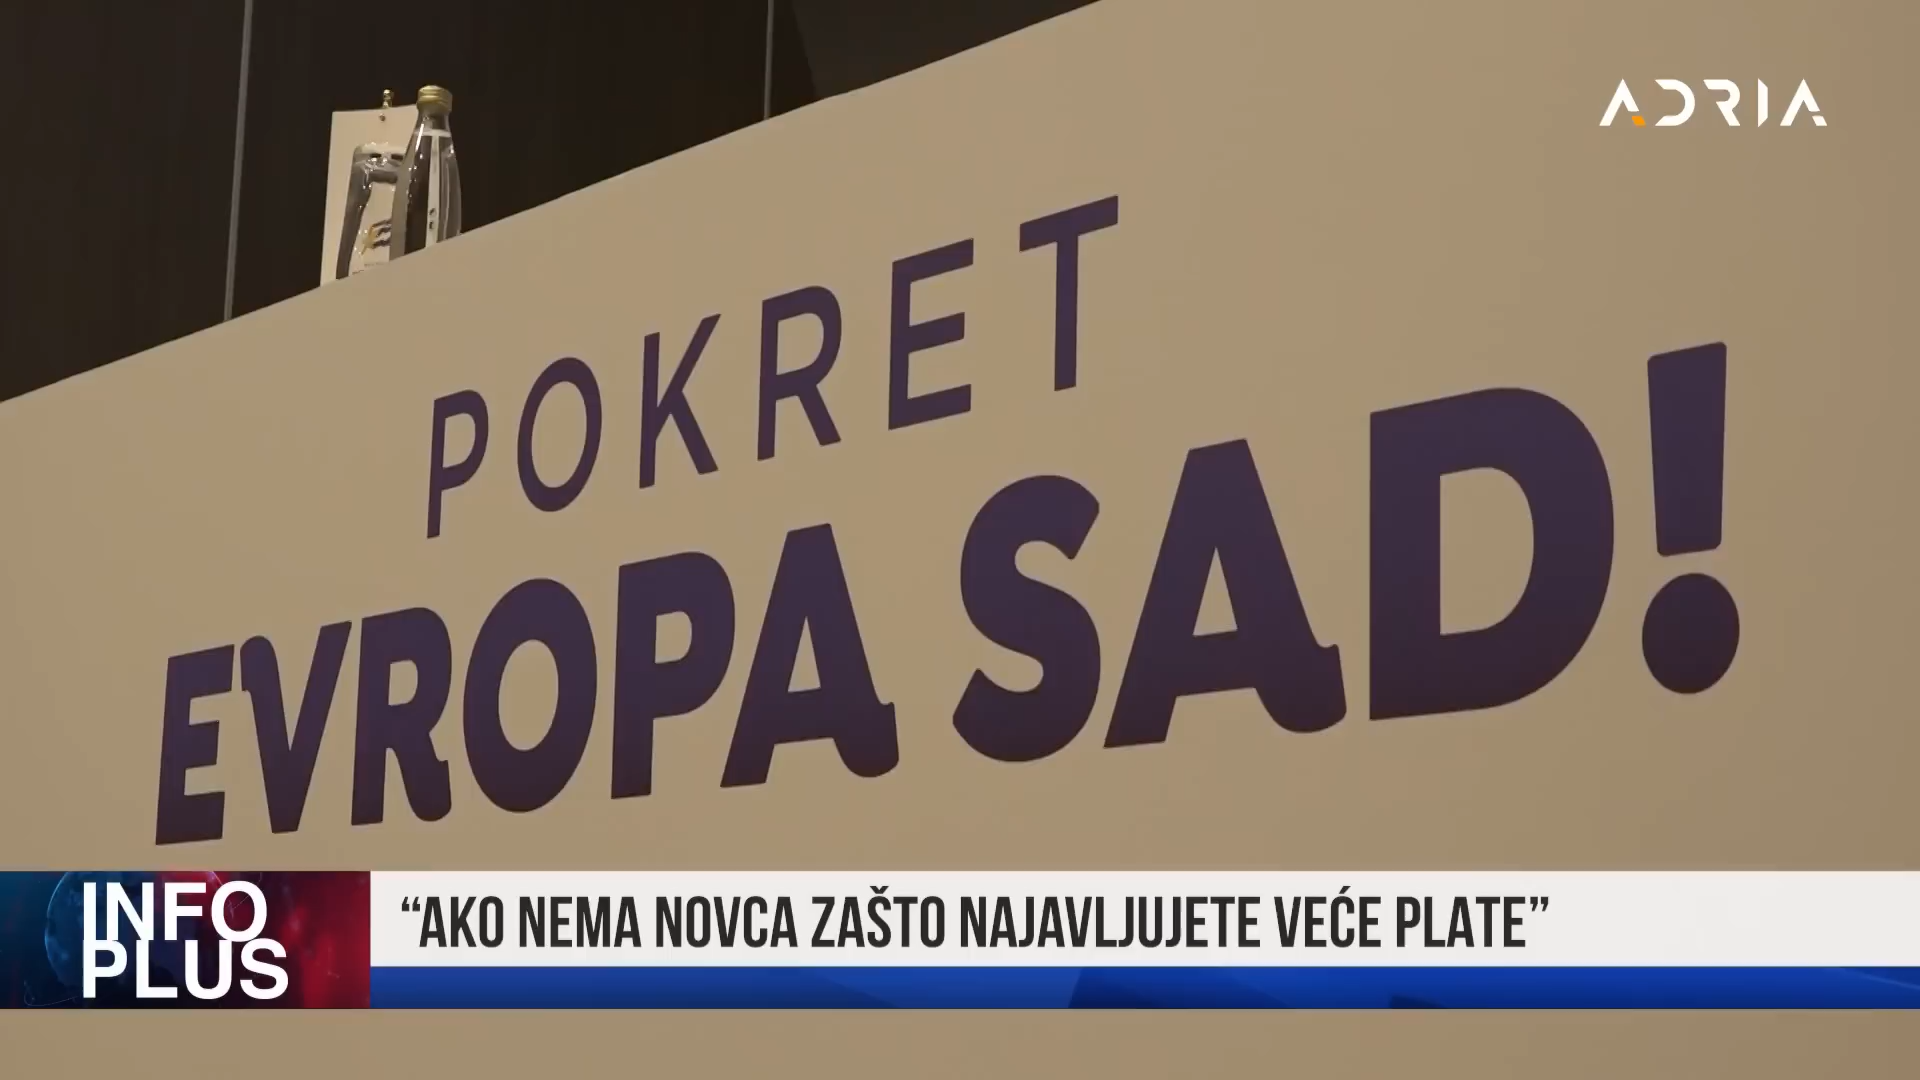 ADRIA
POKRET
EVROPA SAD!
INFO
PLUS
“AKO NEMA NOVCA ZAŠTO NAJAVLJUJETE VEĆE PLATE”